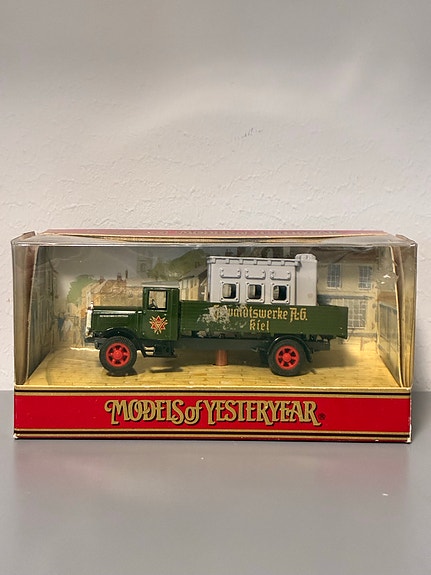 waldtswerke A.G.
Kiel
MODELS of YESTERYEAR®